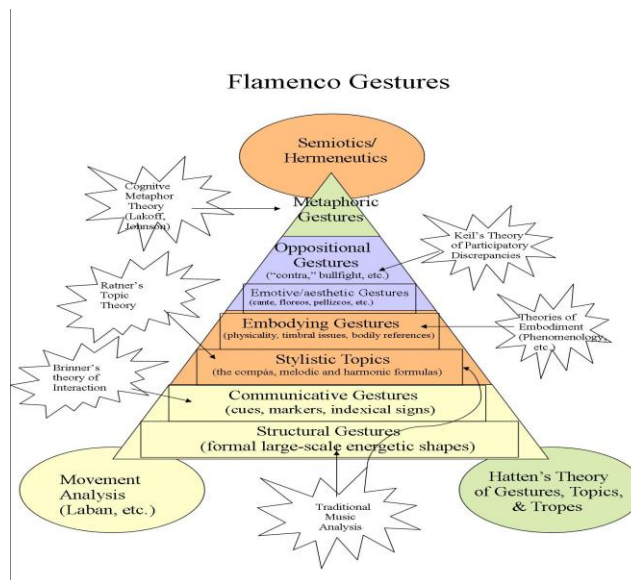 Flamenco Gestures
Semiotics/
Hermeneutics
Cognitve
Metaphor
Theory
(Lakoff,
Johnson)
Metaphoric
Gestures
Keil's Theory
of Participatory
Discrepancies
Oppositional
Gestures
("contra," bullfight, etc.)
Emotive/aesthetic Gestures
(cante, floreos, pellizcos, etc.)
Ratner's
Topic
Theory
Embodying Gestures
(physicality, timbral issues, bodily references)
Theories of
Embodiment
(Phenomenology,
etc.)
Stylistic Topics
(the compás, melodic and harmonic formulas)
Brinner's
theory of
Interaction
Communicative Gestures
(cues, markers, indexical signs)
Structural Gestures
(formal large-scale energetic shapes)
Movement
Analysis
(Laban, etc.)
Traditional
Music
Analysis
Hatten's Theory
of Gestures, Topics,
& Tropes